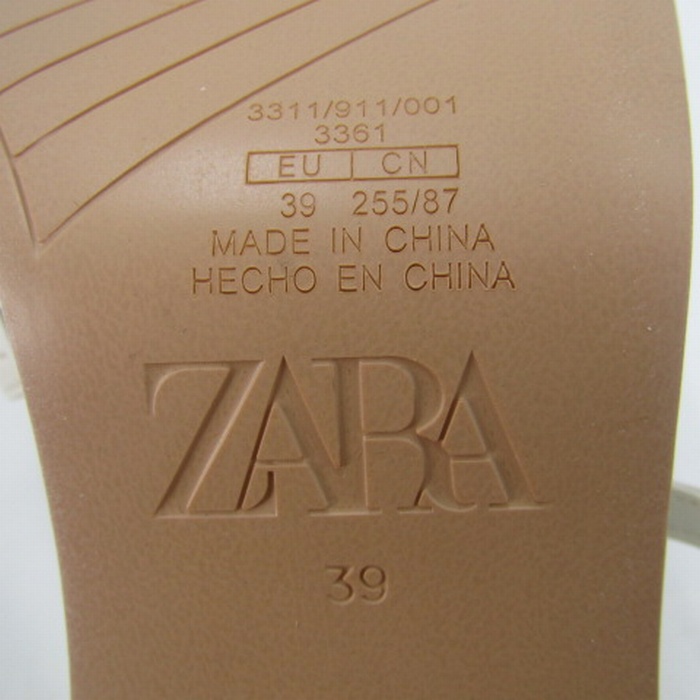 3311/911/001
3361
EU | CN
39 255/87
MADE IN CHINA
HECHO EN CHINA
ZARA
39